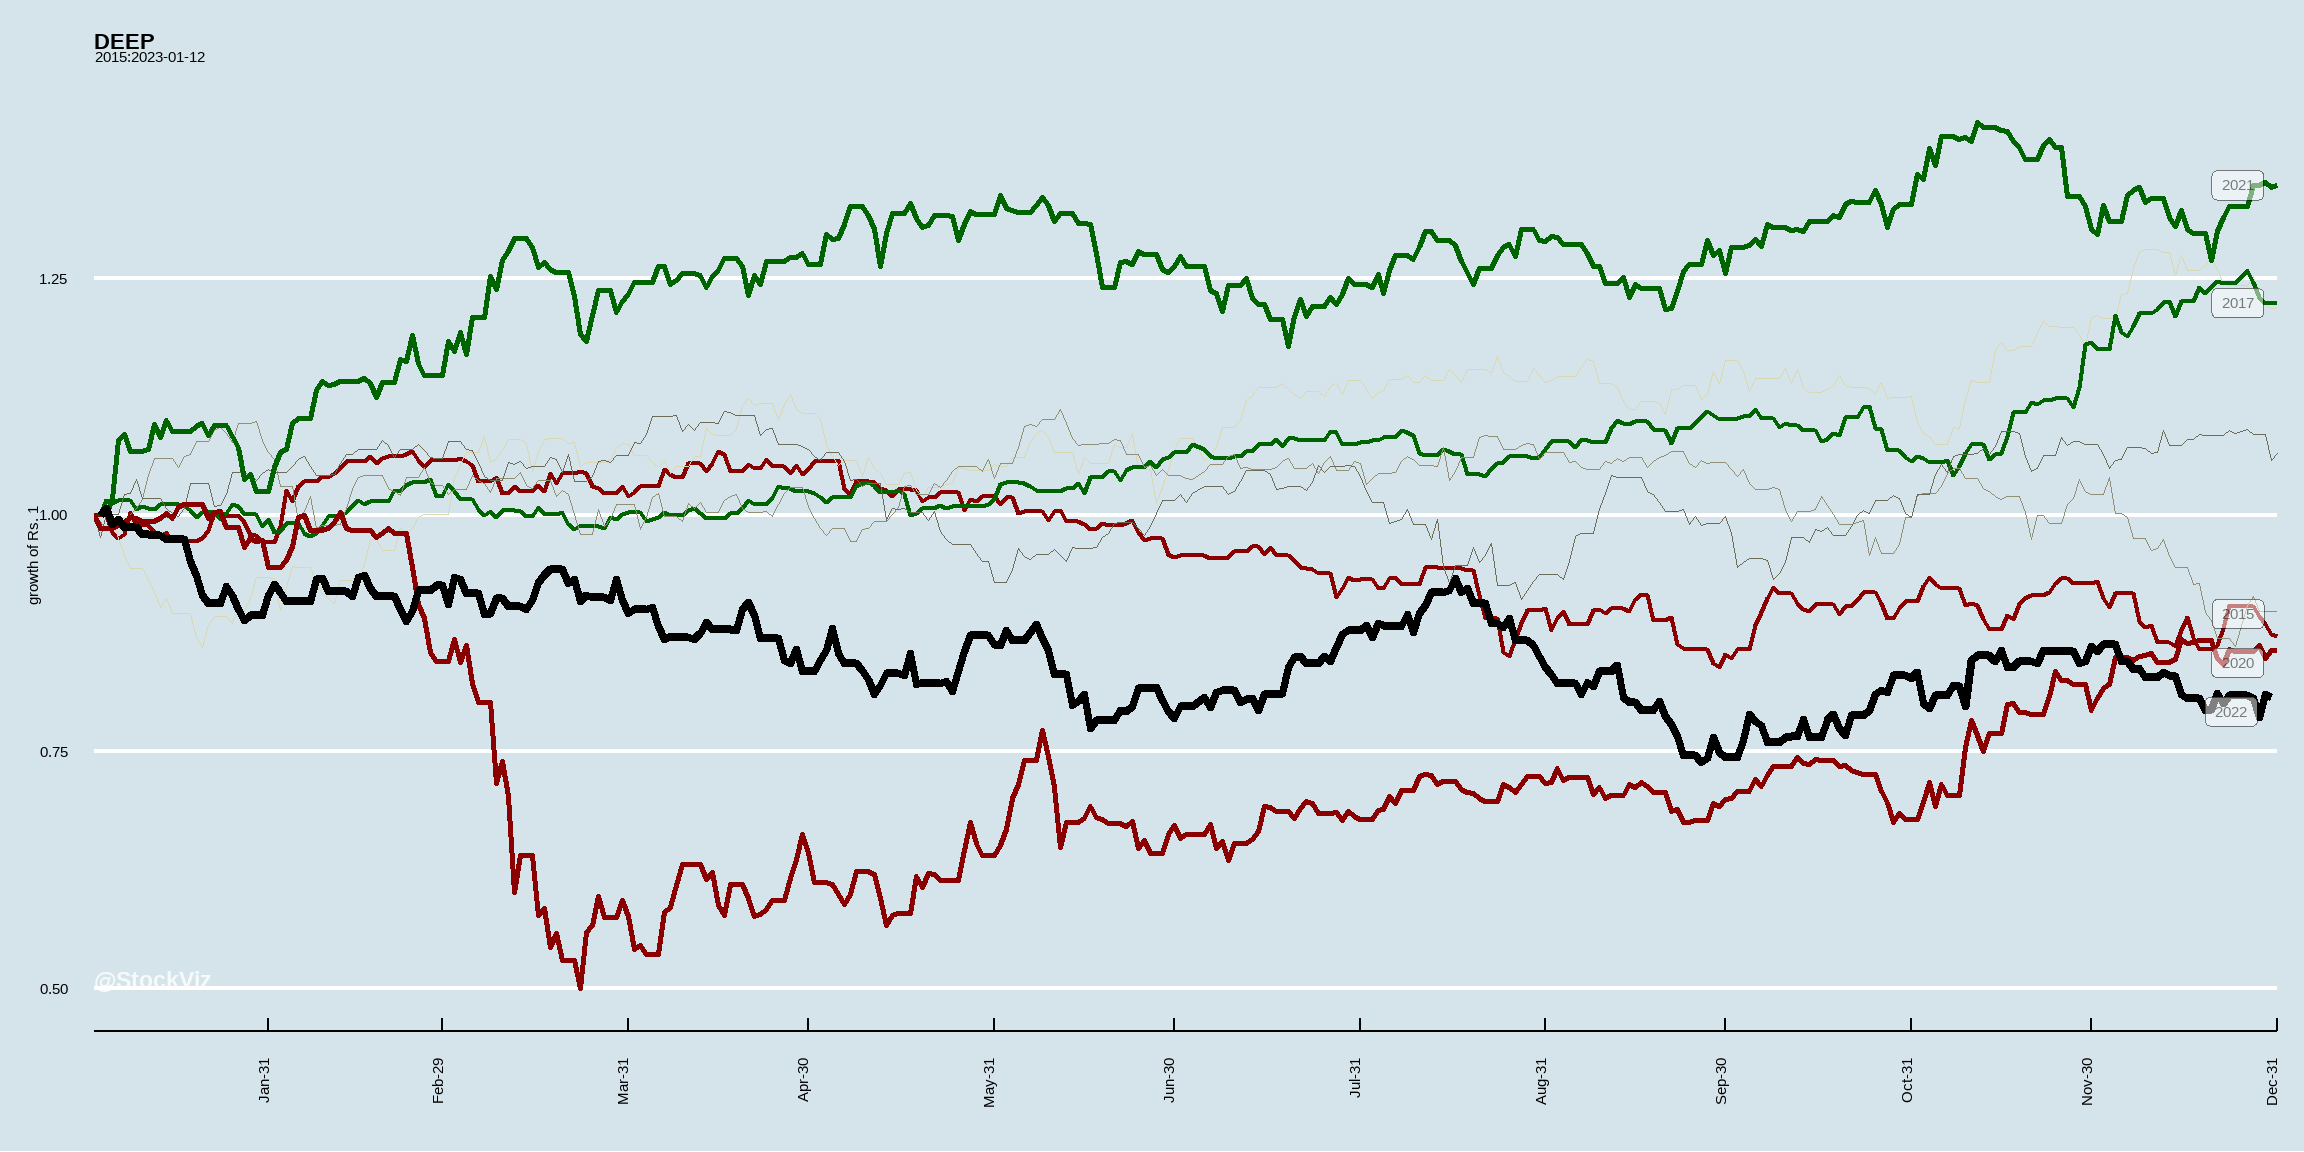 DEEP
2015:2023-01-12
growth of Rs. 1
1.25
1.00
0.75
0.50
2021
2017
2015
2020
2022
@StockViz
Jan-31
Feb-29
Mar-31
Apr-30
May-31
Jun-30
Jul-31
Aug-31
Sep-30
Oct-31
Nov-30
Dec-31